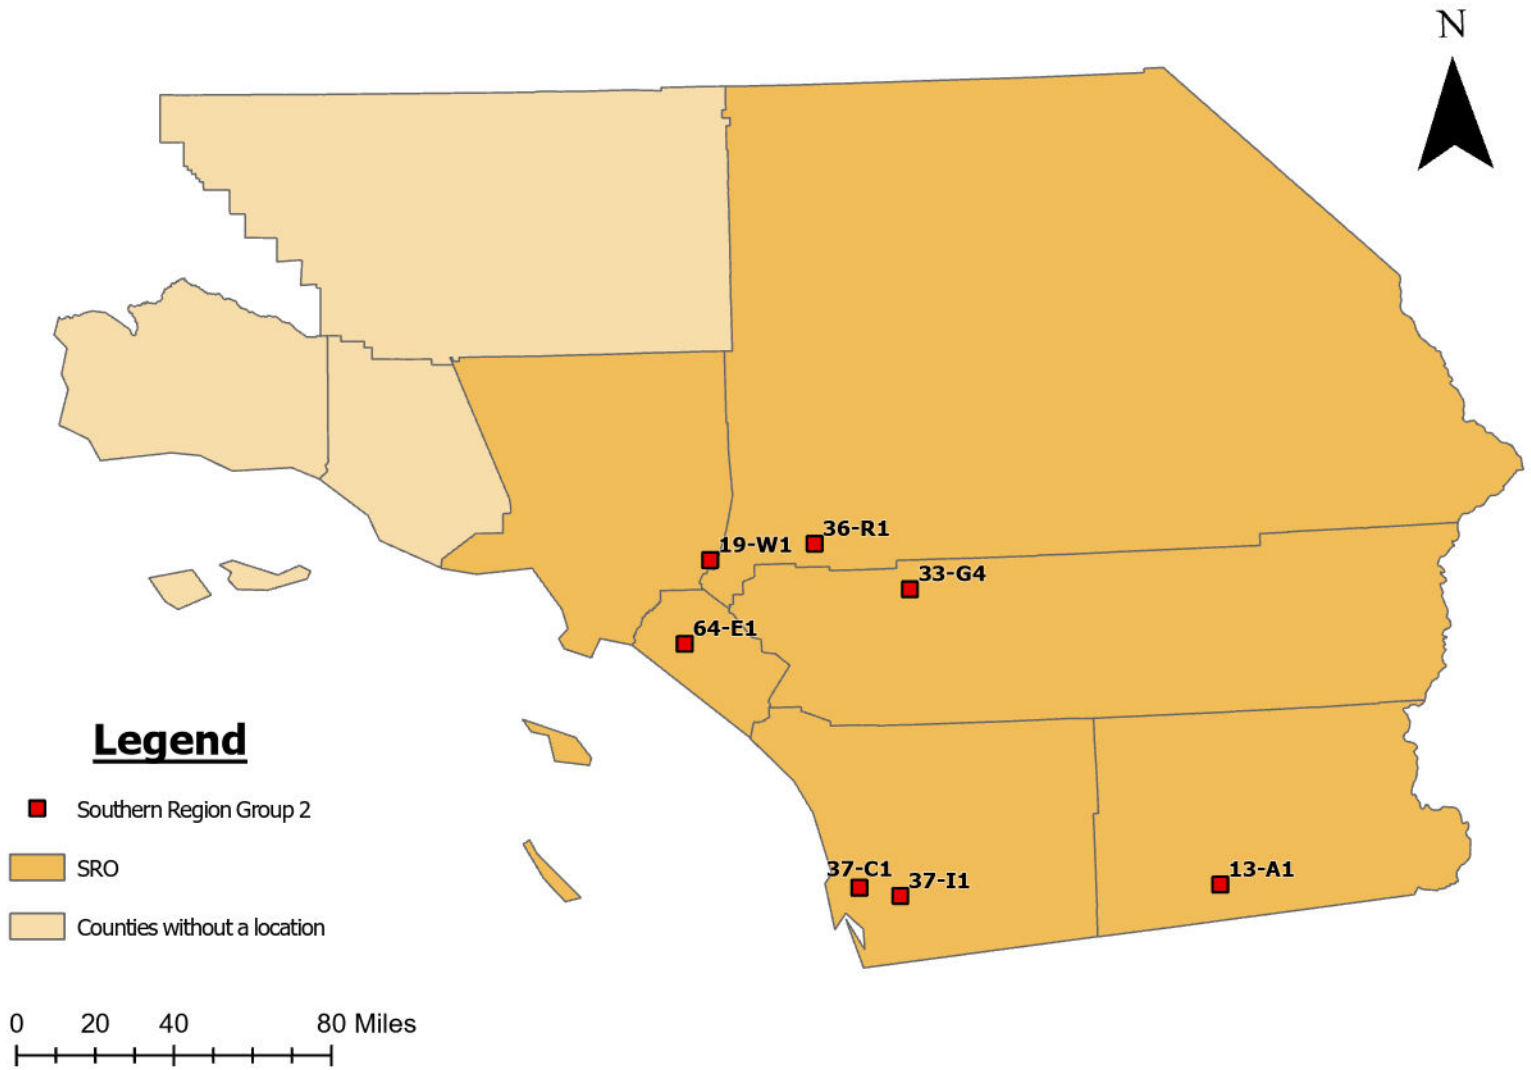 N
36-R1
19-W1
33-G4
64-E1
Legend
Southern Region Group 2
SRO
Counties without a location
37-C1
37-I1
13-A1
0 20 40 80 Miles